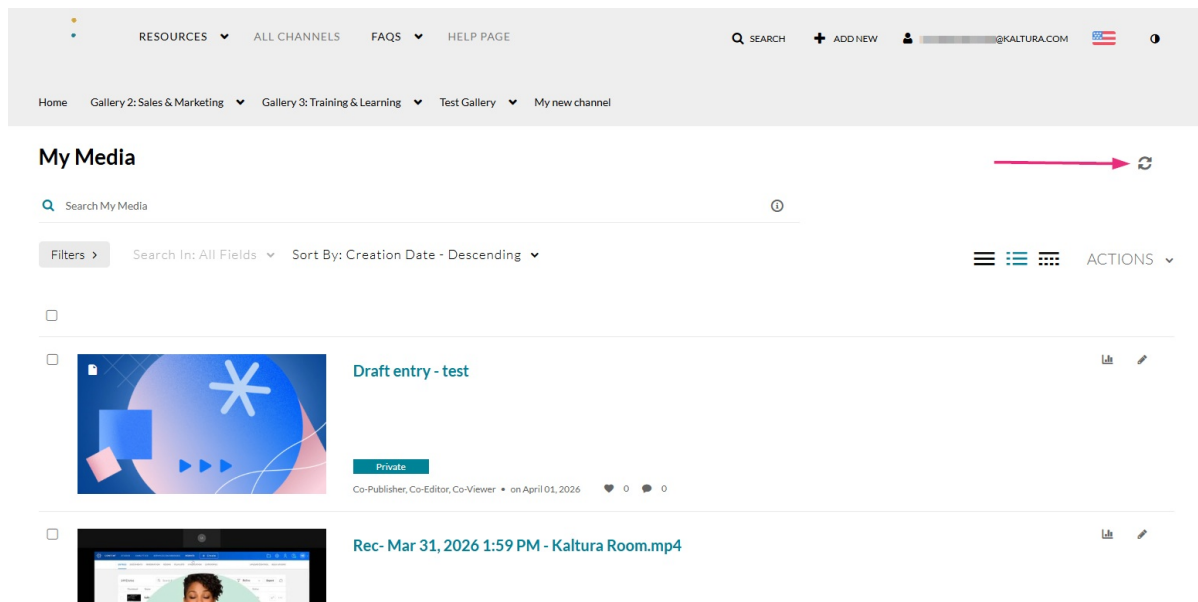 RESOURCES ALL CHANNELS FAQS HELP PAGE SEARCH ADD NEW @KALTURA.COM
Home Gallery 2: Sales & Marketing Gallery 3: Training & Learning Test Gallery My new channel
My Media
Search My Media
Filters Search In: All Fields Sort By: Creation Date - Descending ACTIONS
Draft entry - test
Private
Co-Publisher, Co-Editor, Co-Viewer • on April 01, 2026 0 0
Rec- Mar 31, 2026 1:59 PM - Kaltura Room.mp4